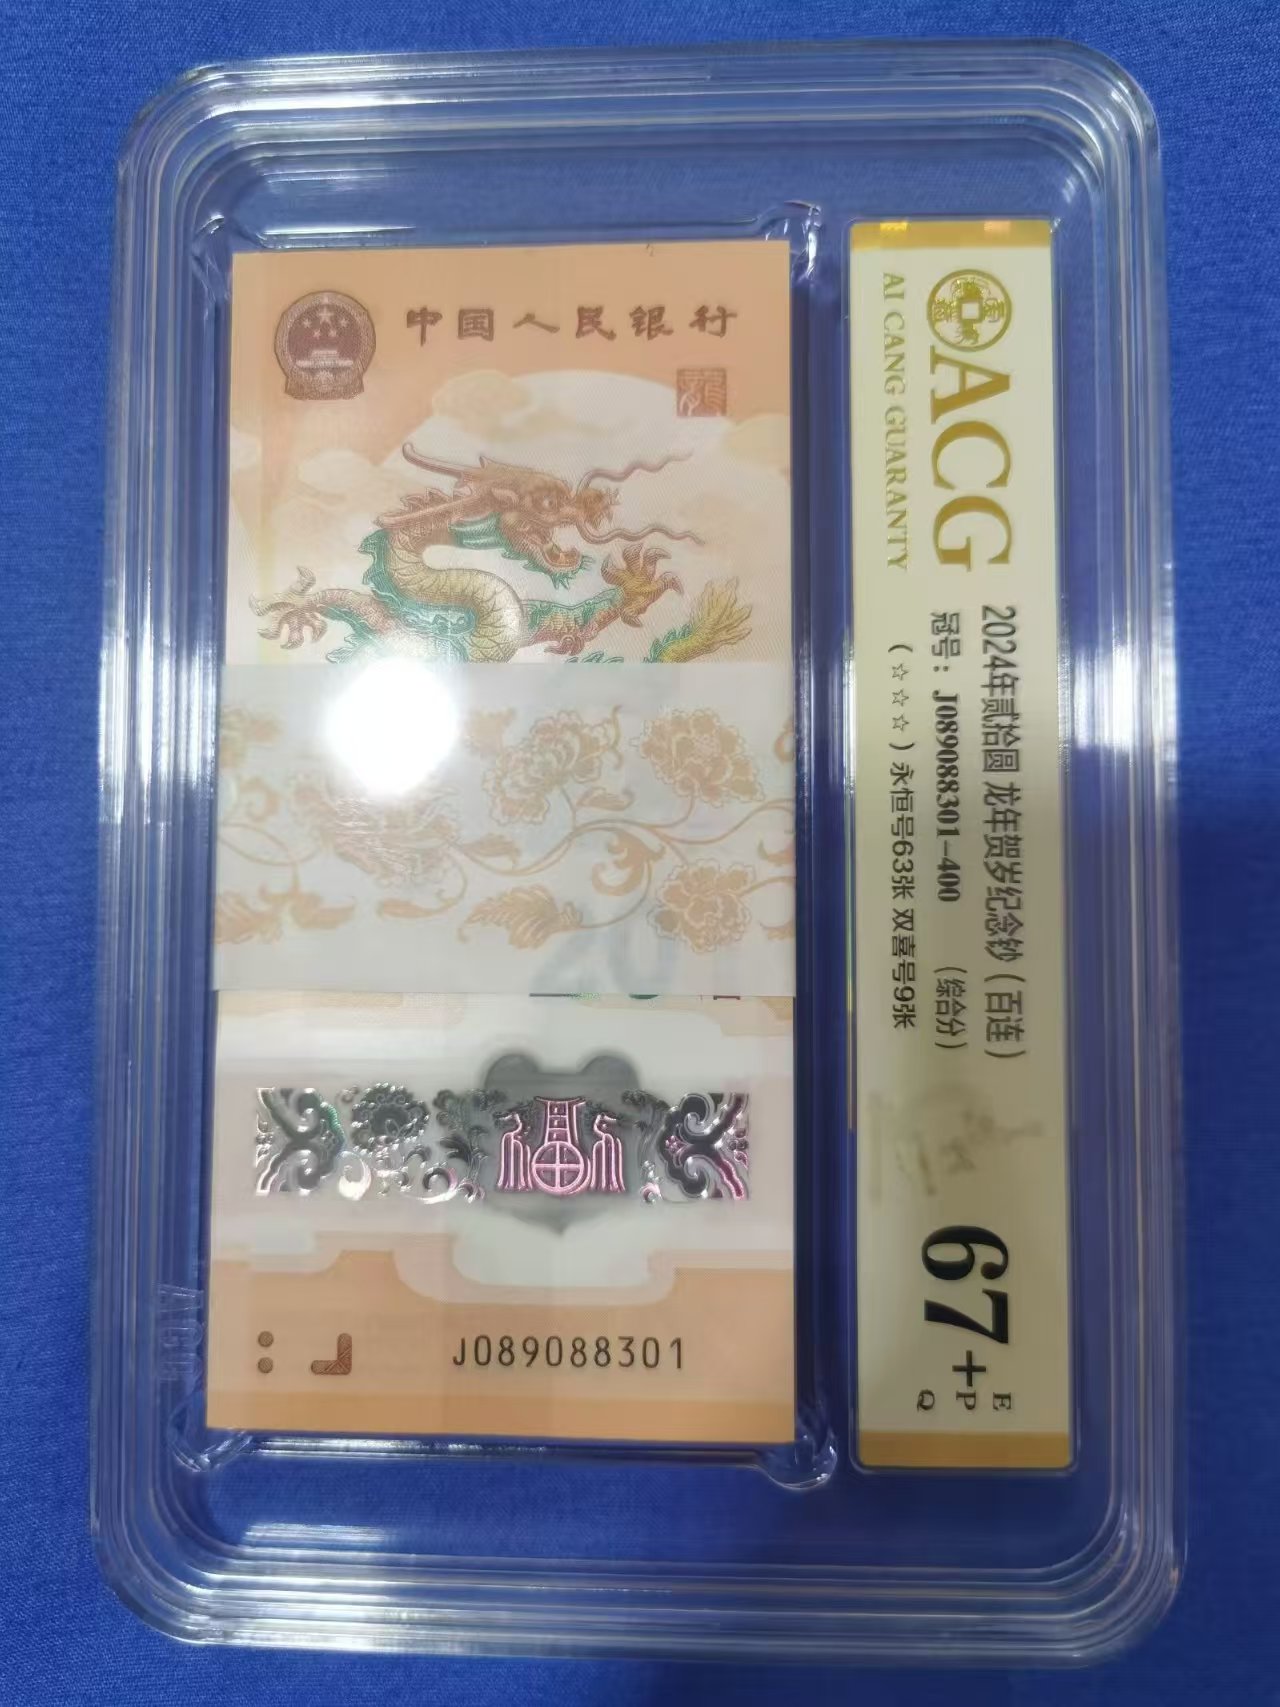 中国人民银行
龍
J089088301
ACG
AI CANG GUARANTY
2024年贰拾圆 龙年贺岁纪念钞（百连）
冠号：J089088301-400 （综合分）
（☆☆☆）永恒号63张 双喜号9张
67+
E
P
Q